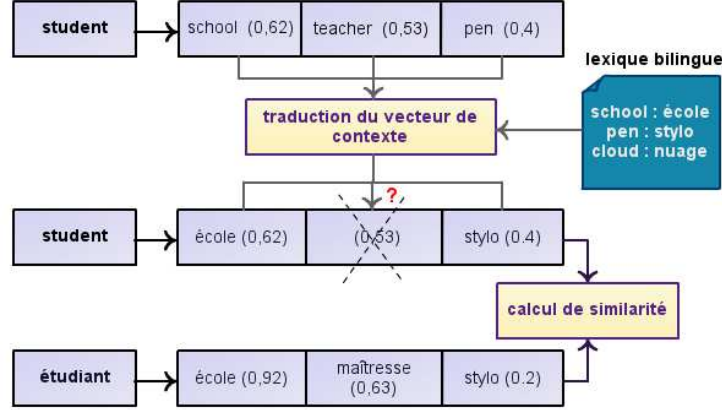 student
school (0,62)
teacher (0,53)
pen (0,4)
lexique bilingue
school : école
pen : stylo
cloud : nuage
traduction du vecteur de
contexte
?
student
école (0,62)
(0,53)
stylo (0.4)
calcul de similarité
étudiant
école (0,92)
maîtresse
(0,63)
stylo (0.2)